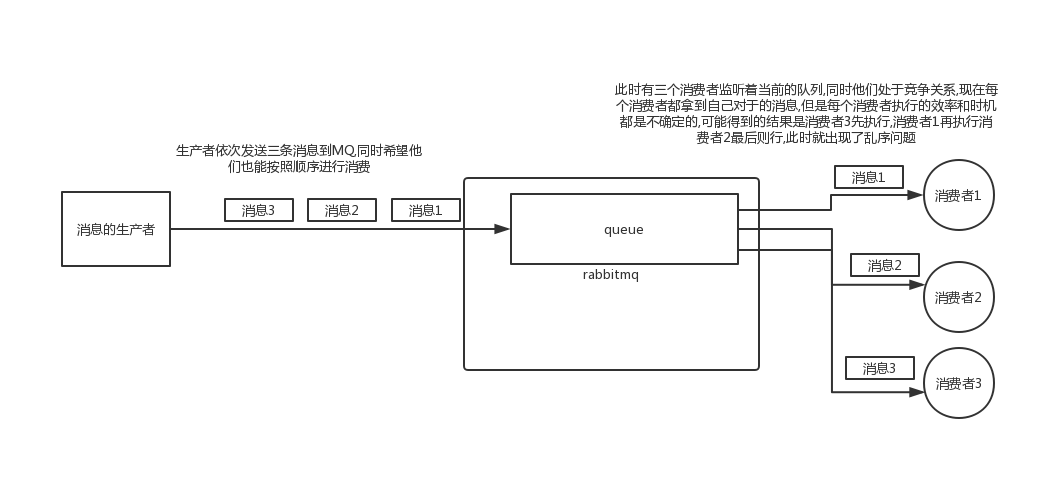 此时有三个消费者监听着当前的队列,同时他们处于竞争关系,现在每
个消费者都拿到自己对于的消息,但是每个消费者执行的效率和时机
都是不确定的,可能得到的结果是消费者3先执行,消费者1再执行消
费者2最后则行,此时就出现了乱序问题
生产者依次发送三条消息到MQ,同时希望他
们也能按照顺序进行消费
消息的生产者
消息3
消息2
消息1
queue
rabbitmq
消息1
消费者1
消息2
消费者2
消息3
消费者3